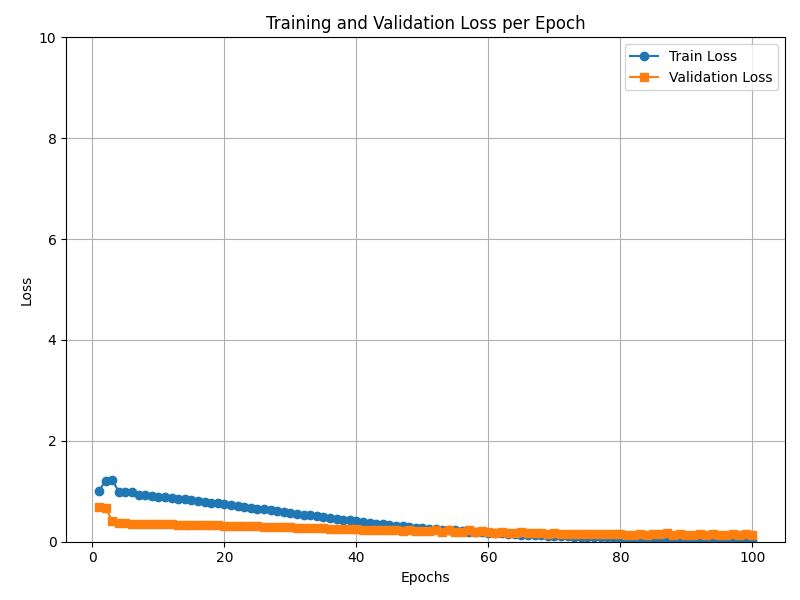 Training and Validation Loss per Epoch
Train Loss
Validation Loss
10
8
6
4
2
0
Loss
0 20 40 60 80 100
Epochs